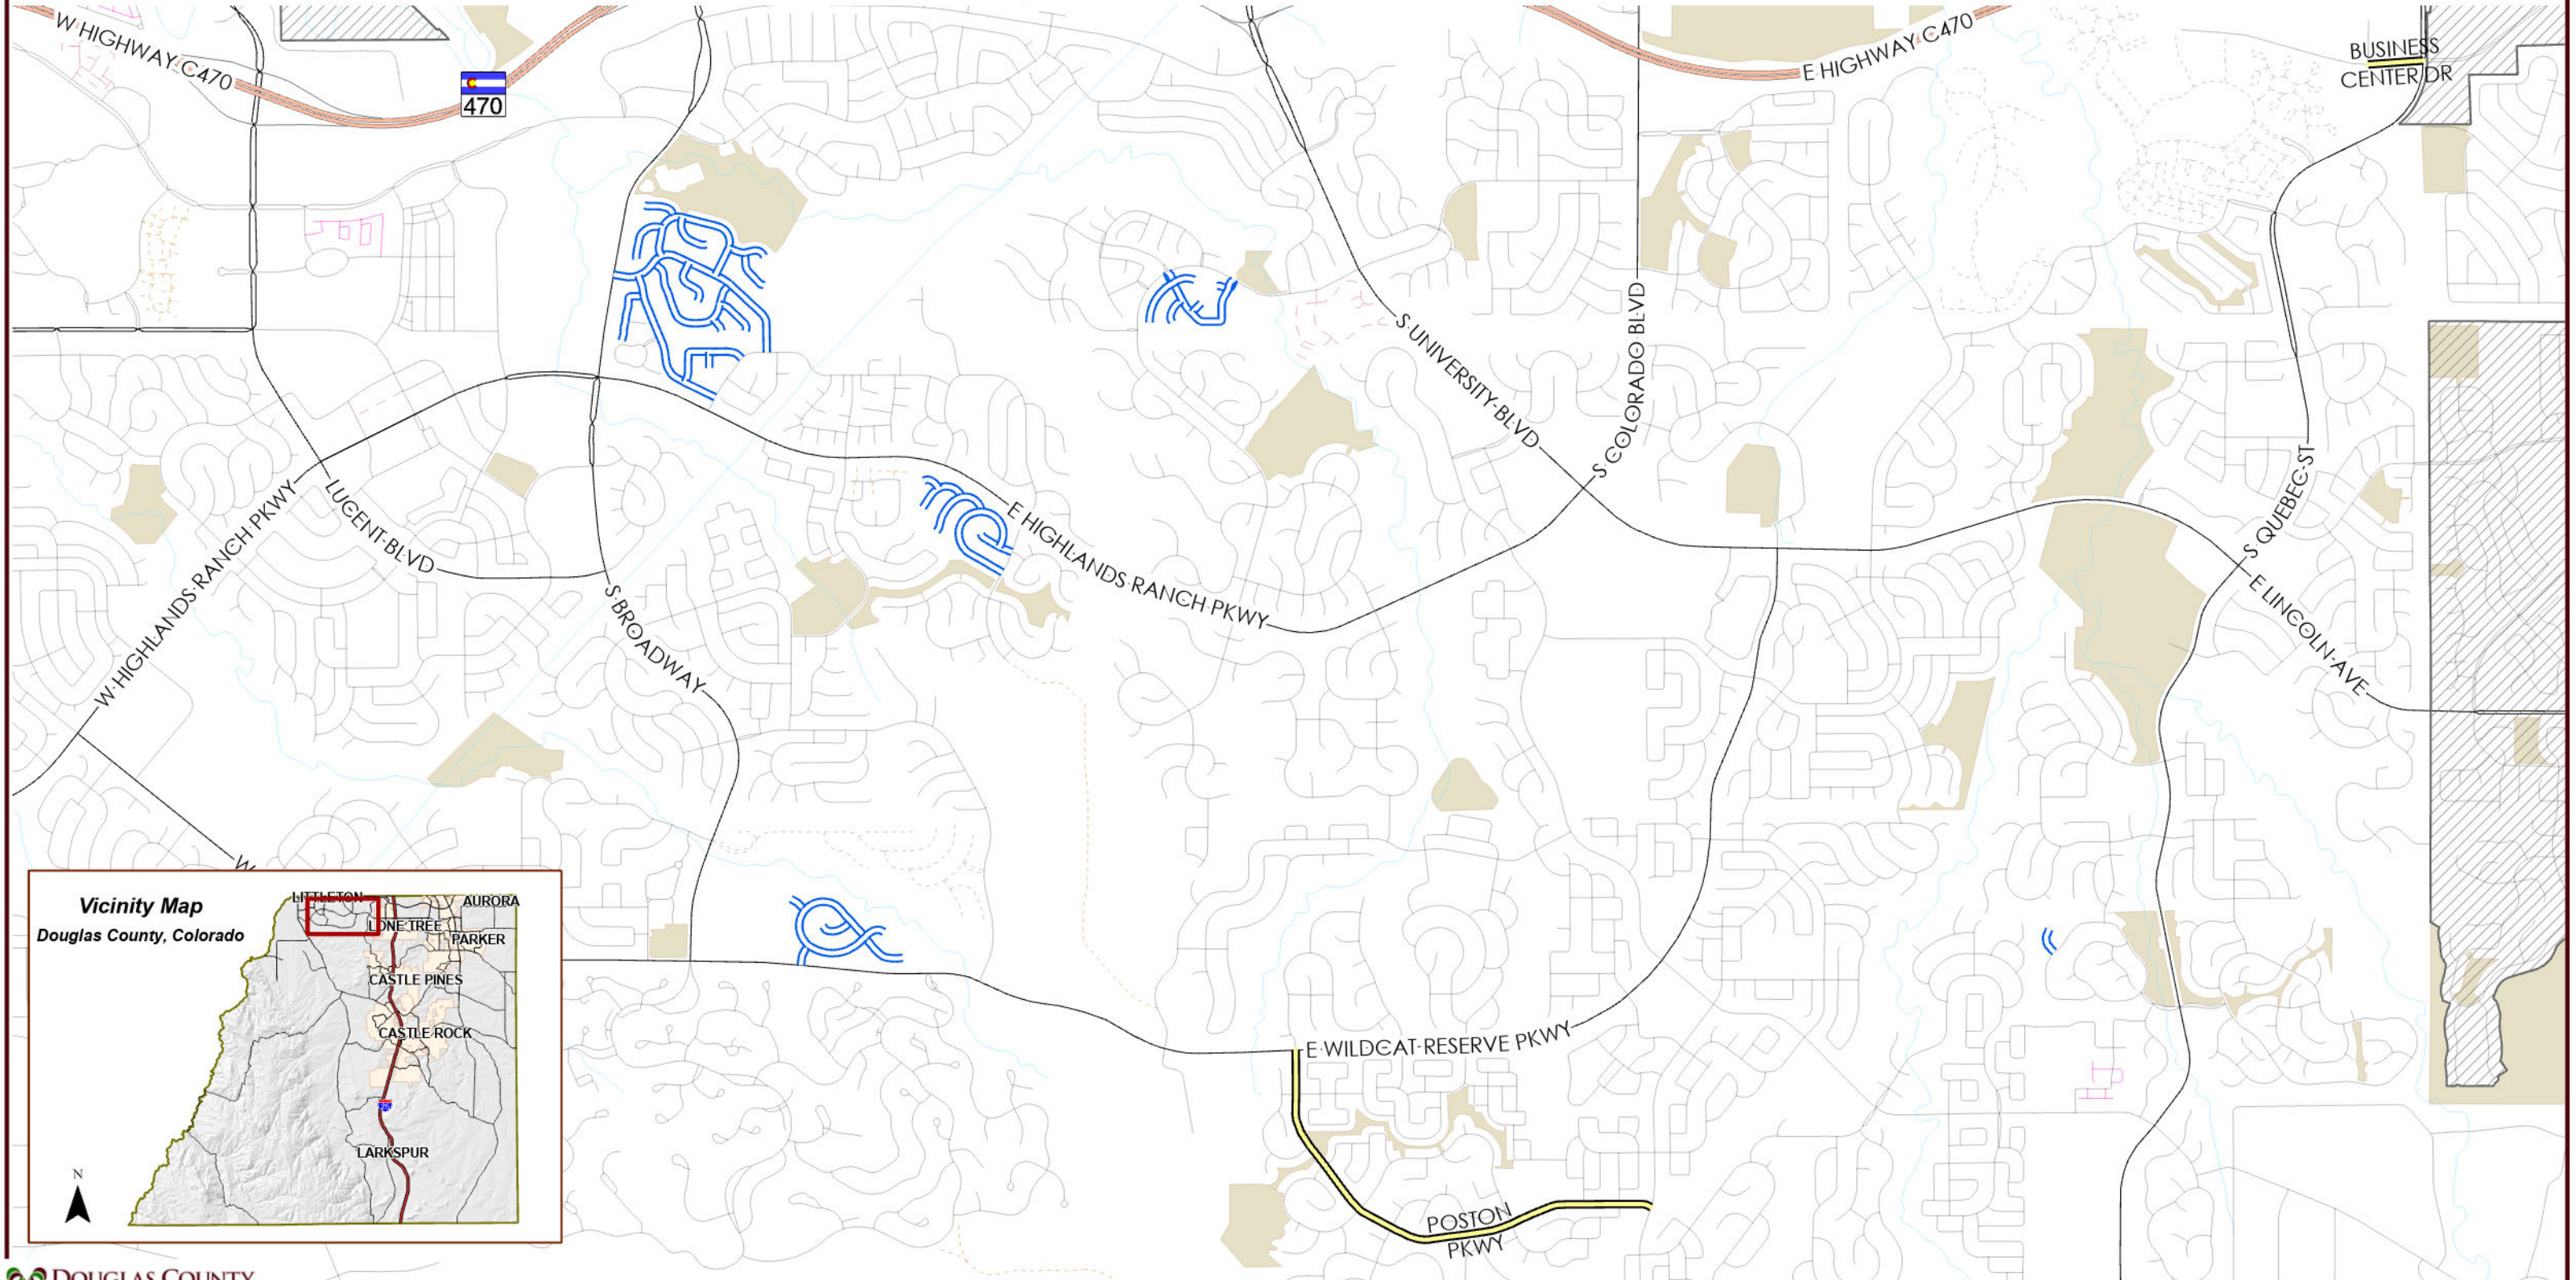 W HIGHWAY C470
470
E HIGHWAY C470
BUSINESS
CENTER DR
S UNIVERSITY BLVD
S COLORADO BLVD
W HIGHLANDS RANCH PKWY
LUCENT BLVD
E HIGHLANDS RANCH PKWY
S QUEBEC ST
S BROADWAY
E LINCOLN AVE
W
Vicinity Map
Douglas County, Colorado
LITTLETON
AURORA
LONE TREE
PARKER
CASTLE PINES
CASTLE ROCK
LARKSPUR
N
E WILDCAT RESERVE PKWY
POSTON
PKWY
DOUGLAS COUNTY